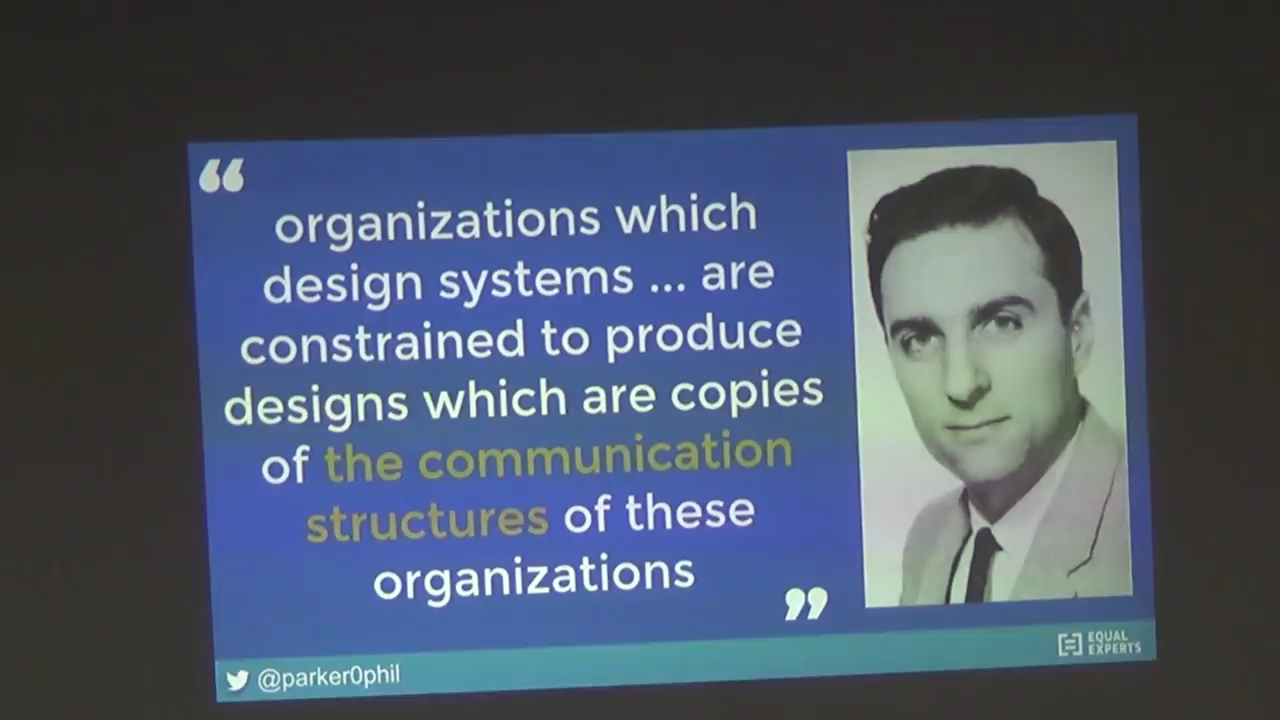 “
organizations which
design systems ... are
constrained to produce
designs which are copies
of the communication
structures of these
organizations
”
@parker0phil
EQUAL
EXPERTS